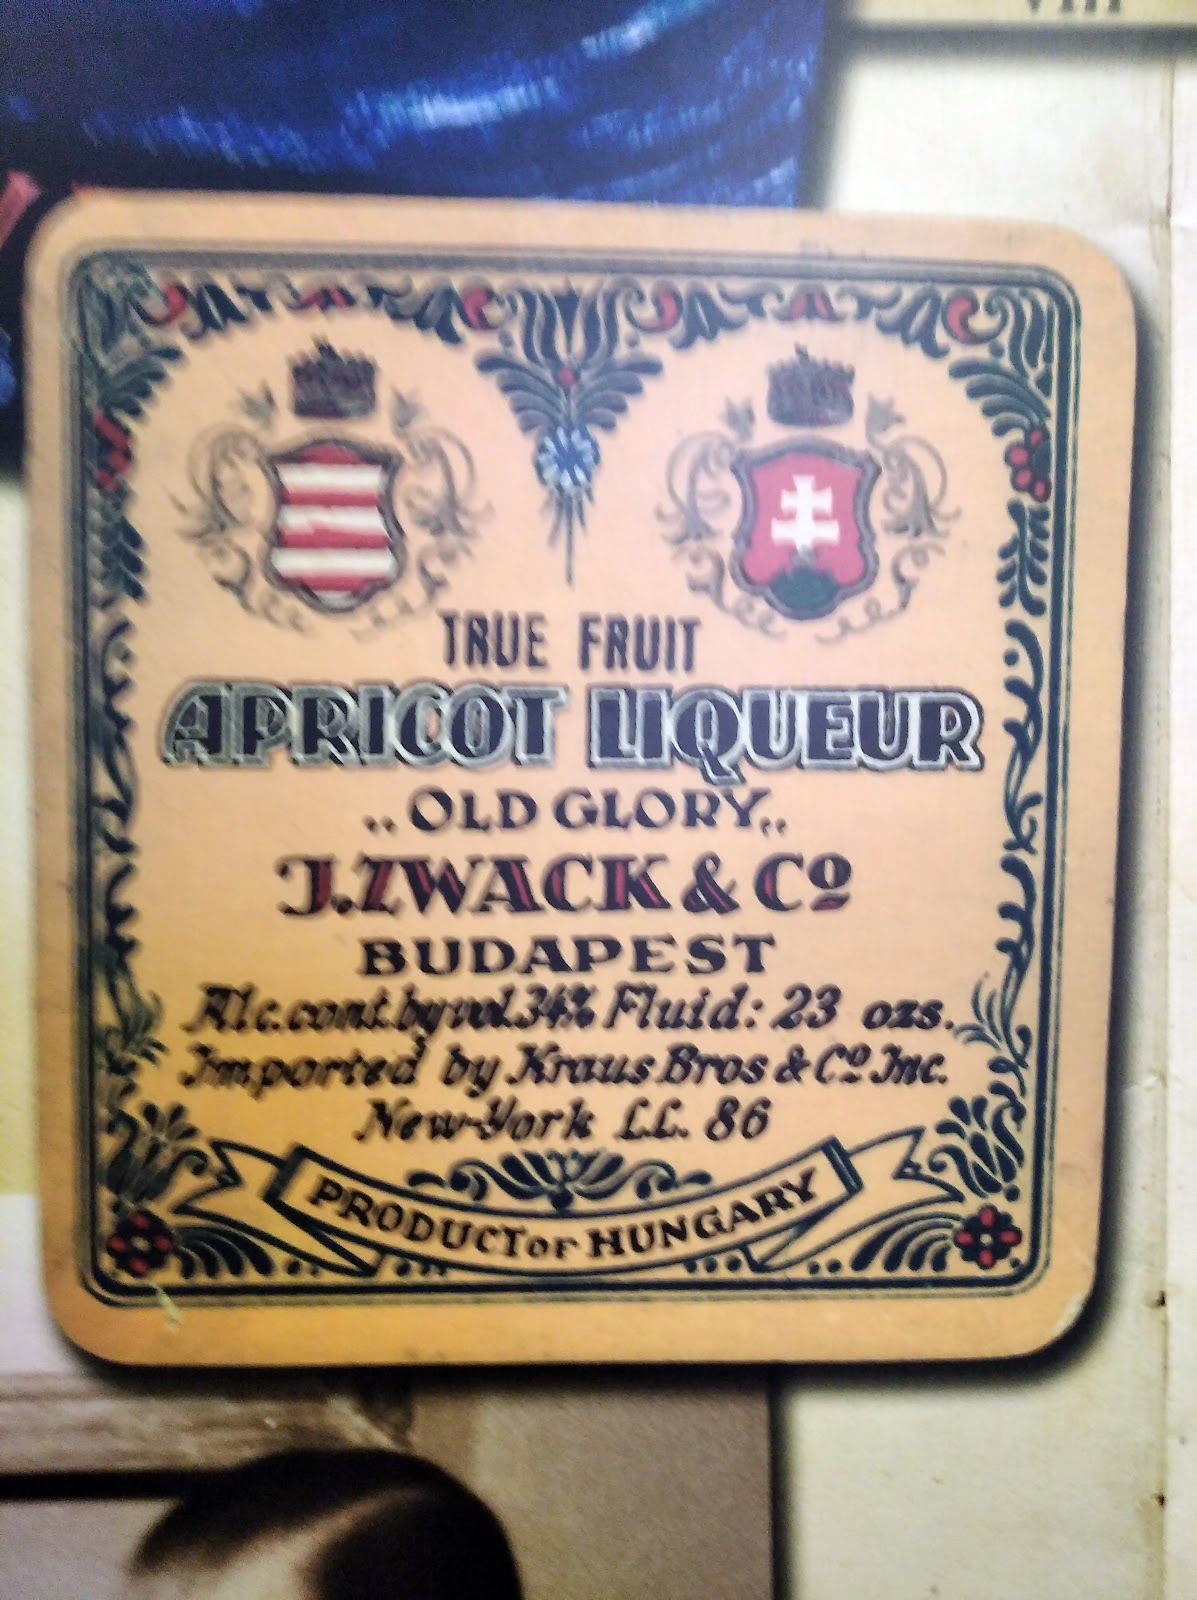 VIII
TRUE FRUIT
APRICOT LIQUEUR
„OLD GLORY„
J. ZWACK & Cº
BUDAPEST
Alc. cont. by vol. 34% Fluid: 23 ozs.
Imported by Kraus Bros & Cº Inc.
New-York L.L. 86
PRODUCT OF HUNGARY